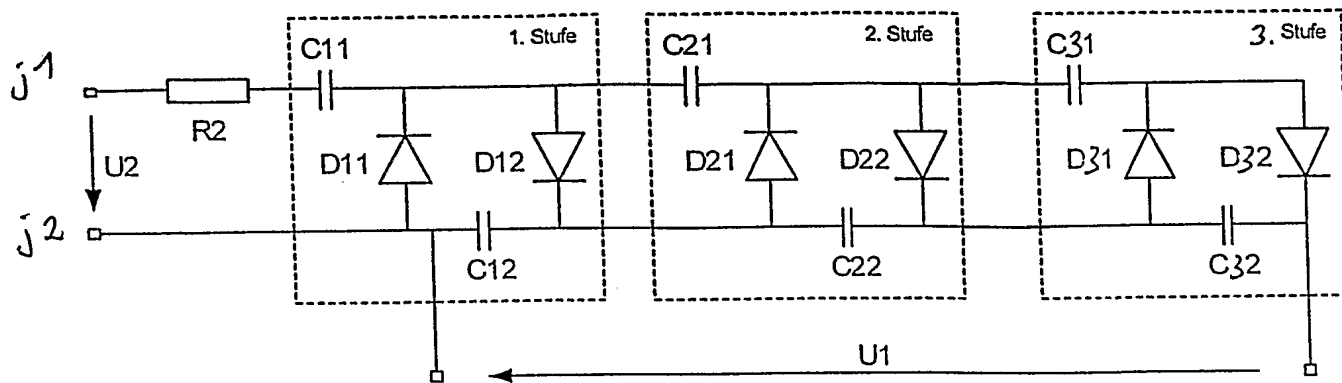 1. Stufe
2. Stufe
3. Stufe
C11
C21
C31
j1
R2
U2
D11
D12
D21
D22
D31
D32
j2
C12
C22
C32
U1